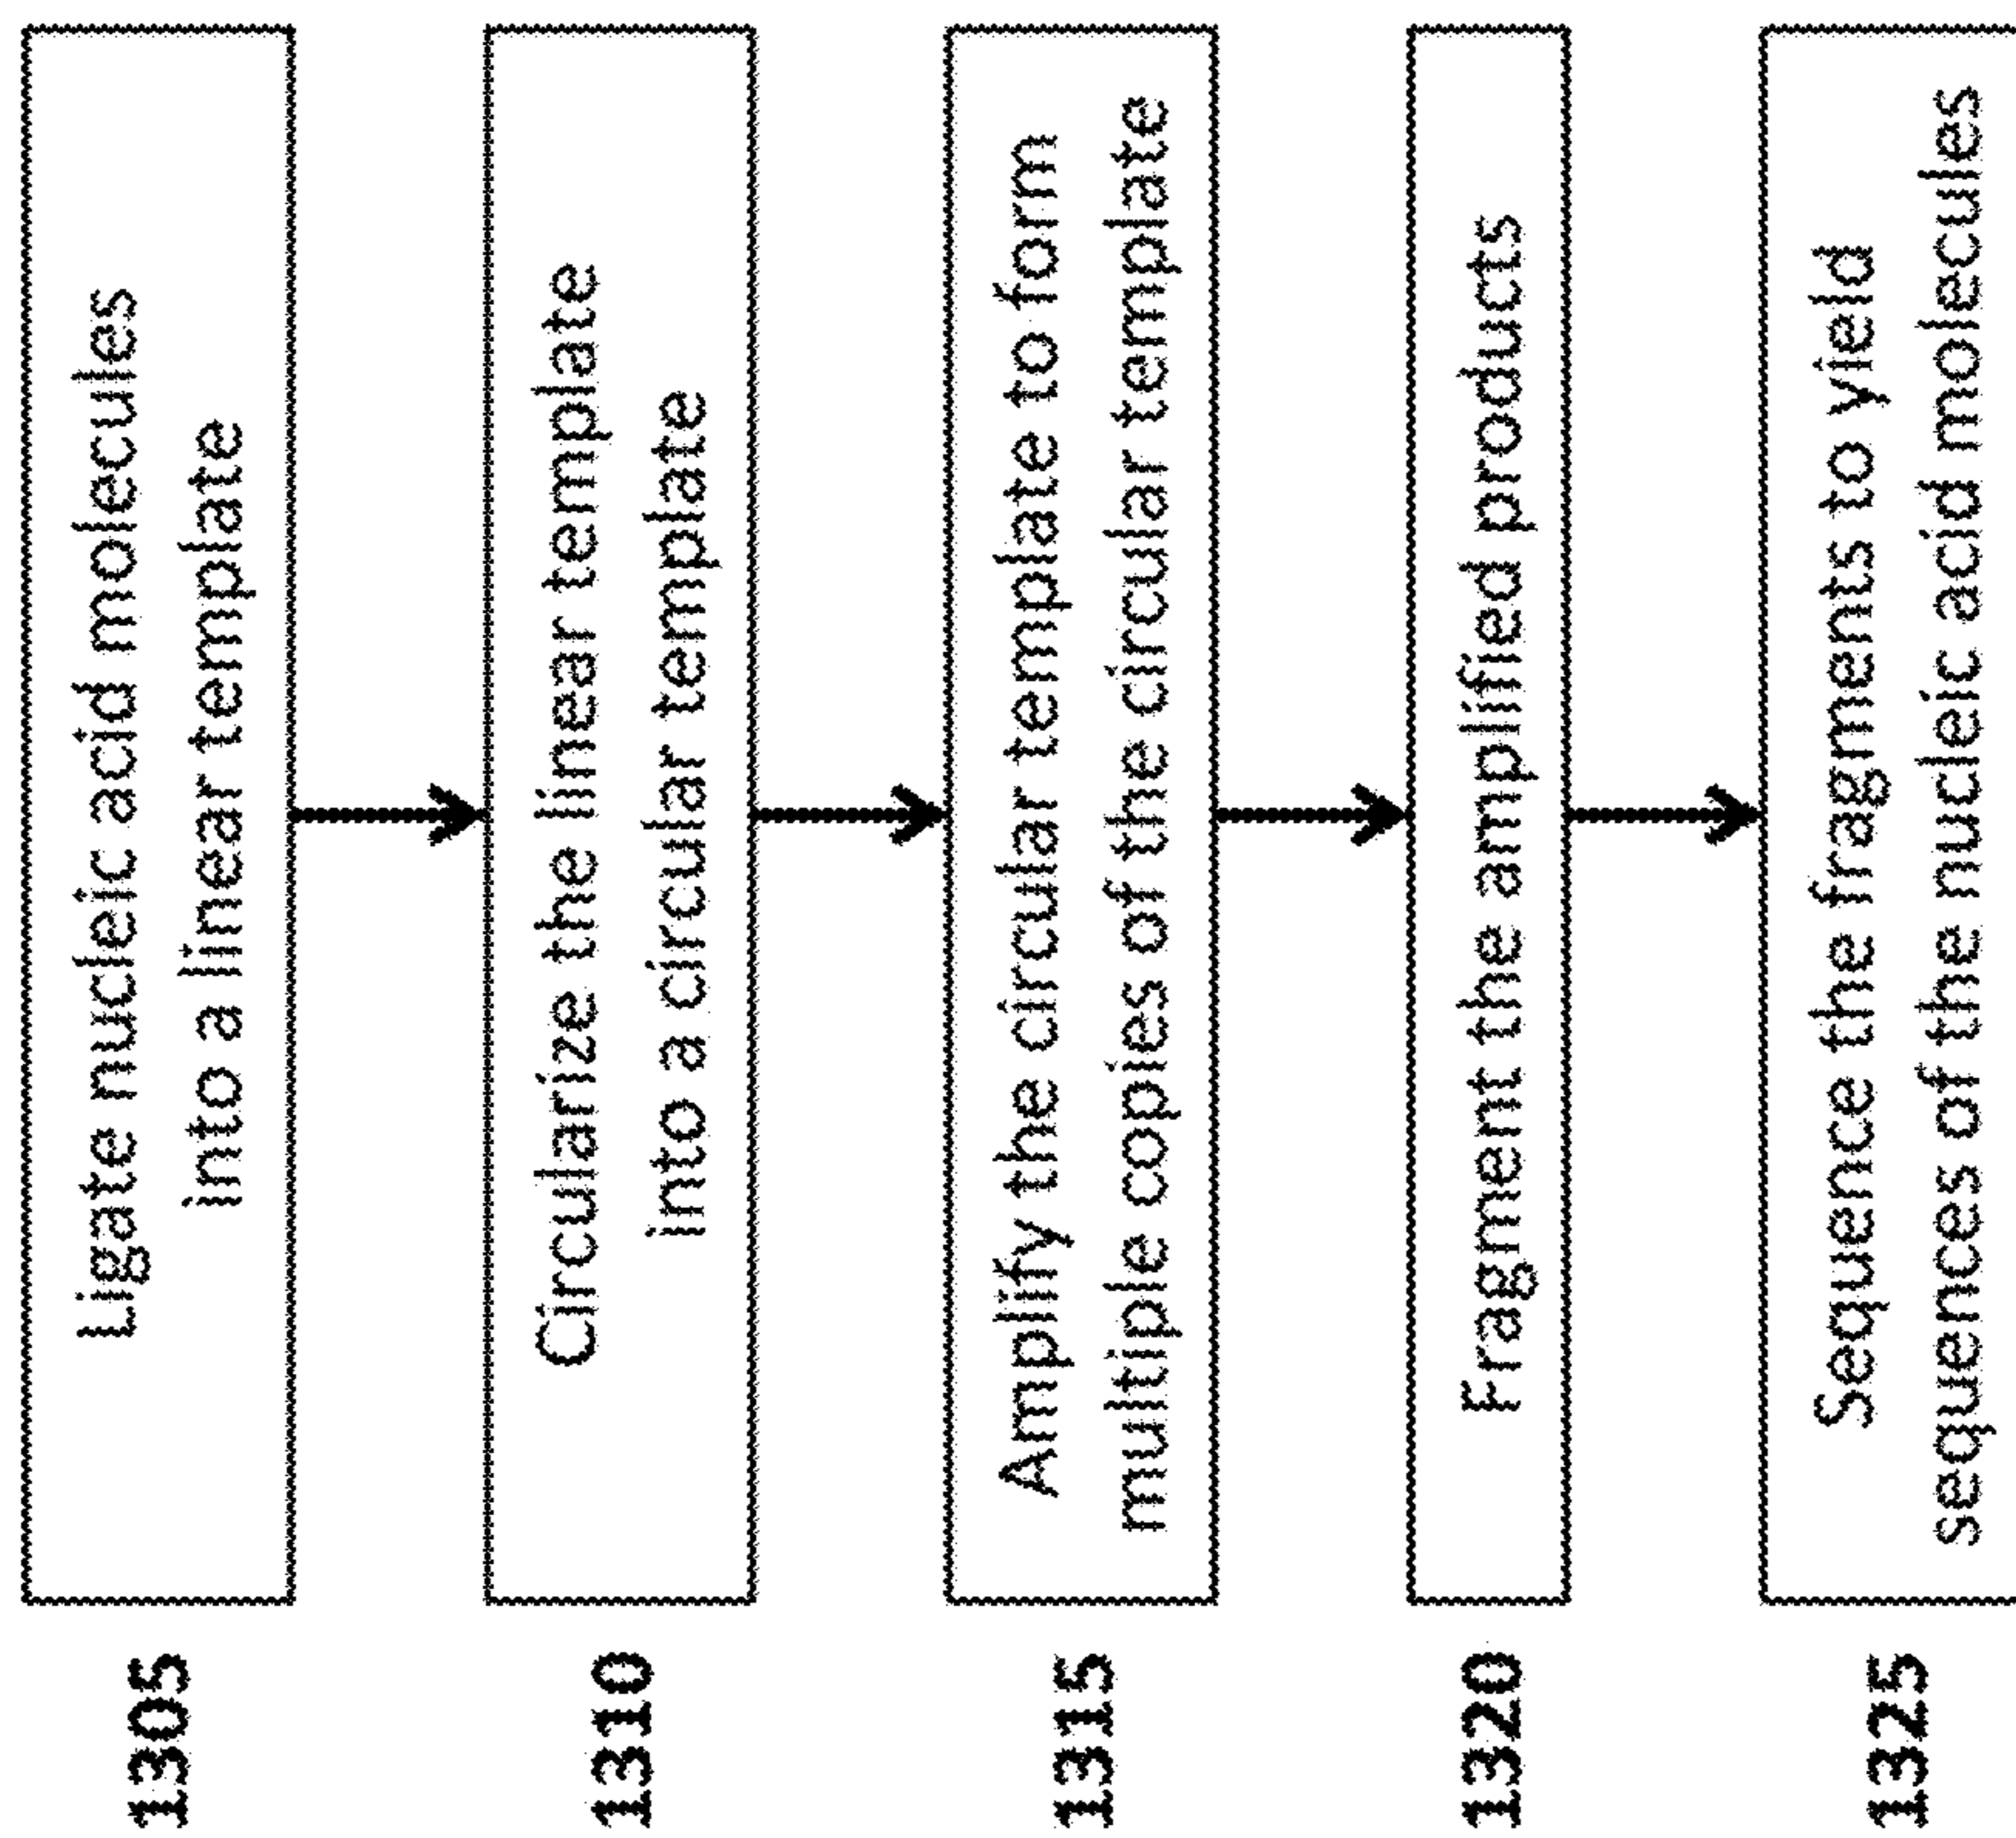 1305
Ligate nucleic acid molecules
into a linear template
1310
Circularize the linear template
into a circular template
1315
Amplify the circular template to form
multiple copies of the circular template
1320
Fragment the amplified products
1325
Sequence the fragments to yield
sequences of the nucleic acid molecules